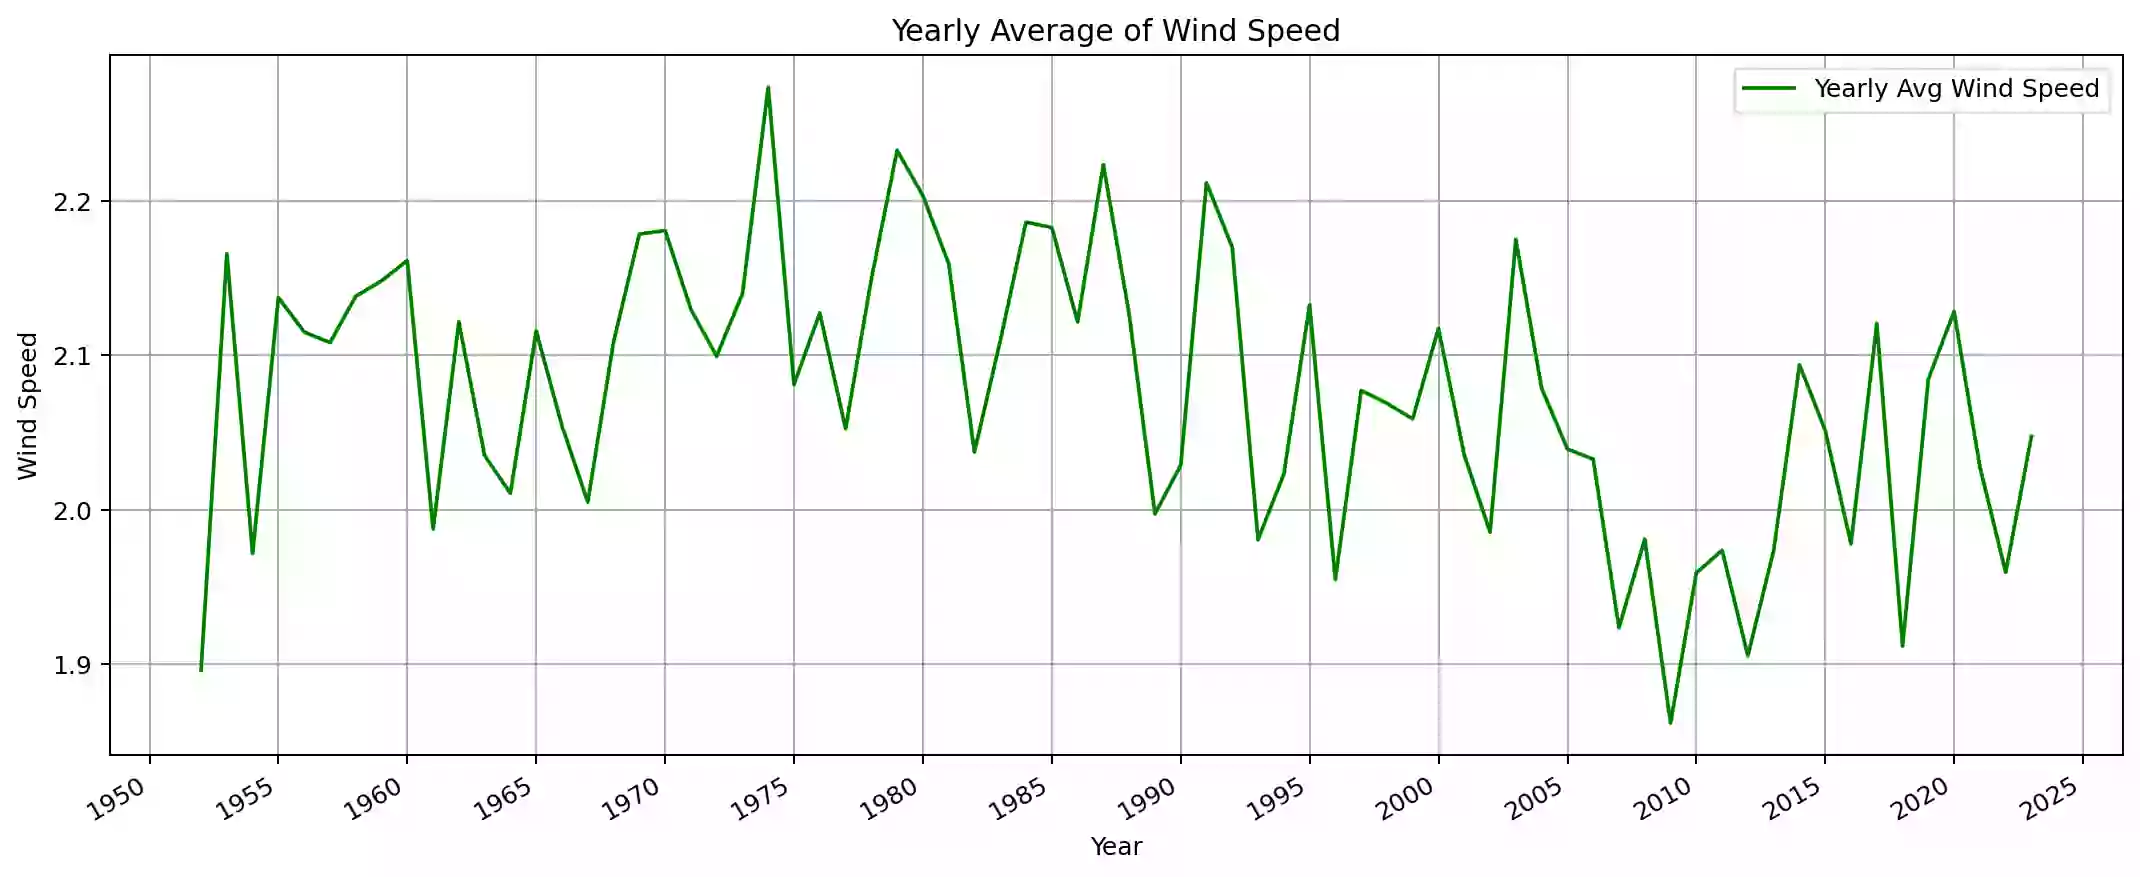 Yearly Average of Wind Speed
Yearly Avg Wind Speed
Wind Speed
2.2
2.1
2.0
1.9
1950 1955 1960 1965 1970 1975 1980 1985 1990 1995 2000 2005 2010 2015 2020 2025
Year